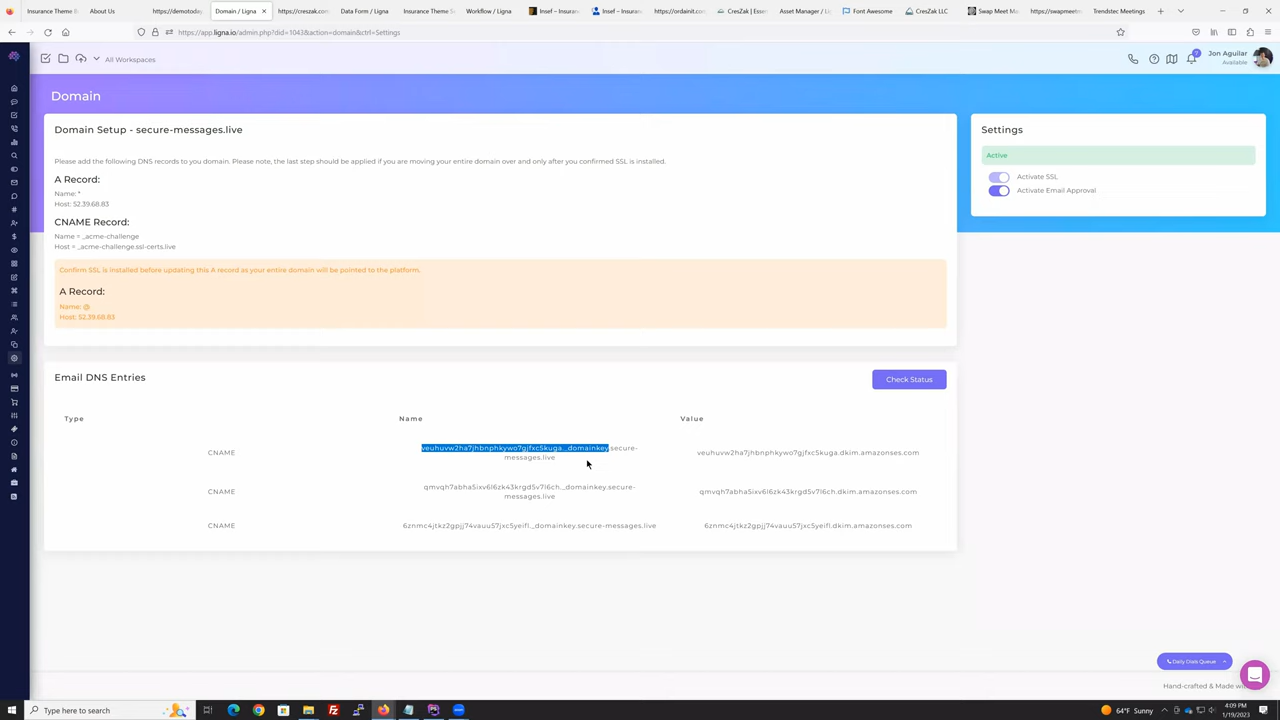 Insurance Theme B
About Us
https://demotoday
Domain / Ligna
https://creszak.com
Data Form / Ligna
Insurance Theme Se
Workflow / Ligna
Insef – Insuran
Insef – Insuran
https://ordainit.com
CresZak | Essen
Asset Manager / Lig
Font Awesome
CresZak LLC
Swap Meet Ma
https://swapmeetm
Trendstec Meetings
https://app.ligna.io/admin.php?did=1043&action=domain&ctrl=Settings
All Workspaces
7
Jon Aguilar
Available
Domain
Domain Setup - secure-messages.live
Please add the following DNS records to you domain. Please note, the last step should be applied if you are moving your entire domain over and only after you confirmed SSL is installed.
A Record:
Name: *
Host: 52.39.68.83
CNAME Record:
Name = _acme-challenge
Host = _acme-challenge.ssl-certs.live
Confirm SSL is installed before updating this A record as your entire domain will be pointed to the platform.
A Record:
Name: @
Host: 52.39.68.83
Settings
Active
Activate SSL
Activate Email Approval
Email DNS Entries
Check Status
Type Name Value
CNAME veuhuvw2ha7jhbnphkywo7gjfxc5kuga._domainkey.secure-
messages.live veuhuvw2ha7jhbnphkywo7gjfxc5kuga.dkim.amazonses.com
CNAME qmvqh7abha5ixv6l6zk43krgd5v7l6ch._domainkey.secure-
messages.live qmvqh7abha5ixv6l6zk43krgd5v7l6ch.dkim.amazonses.com
CNAME 6znmc4jtkz2gpjj74vauu57jxc5yeifl._domainkey.secure-messages.live 6znmc4jtkz2gpjj74vauu57jxc5yeifl.dkim.amazonses.com
Daily Disb Queue
Hand-crafted & Made w
Type here to search
64°F Sunny
4:09 PM
1/19/2023